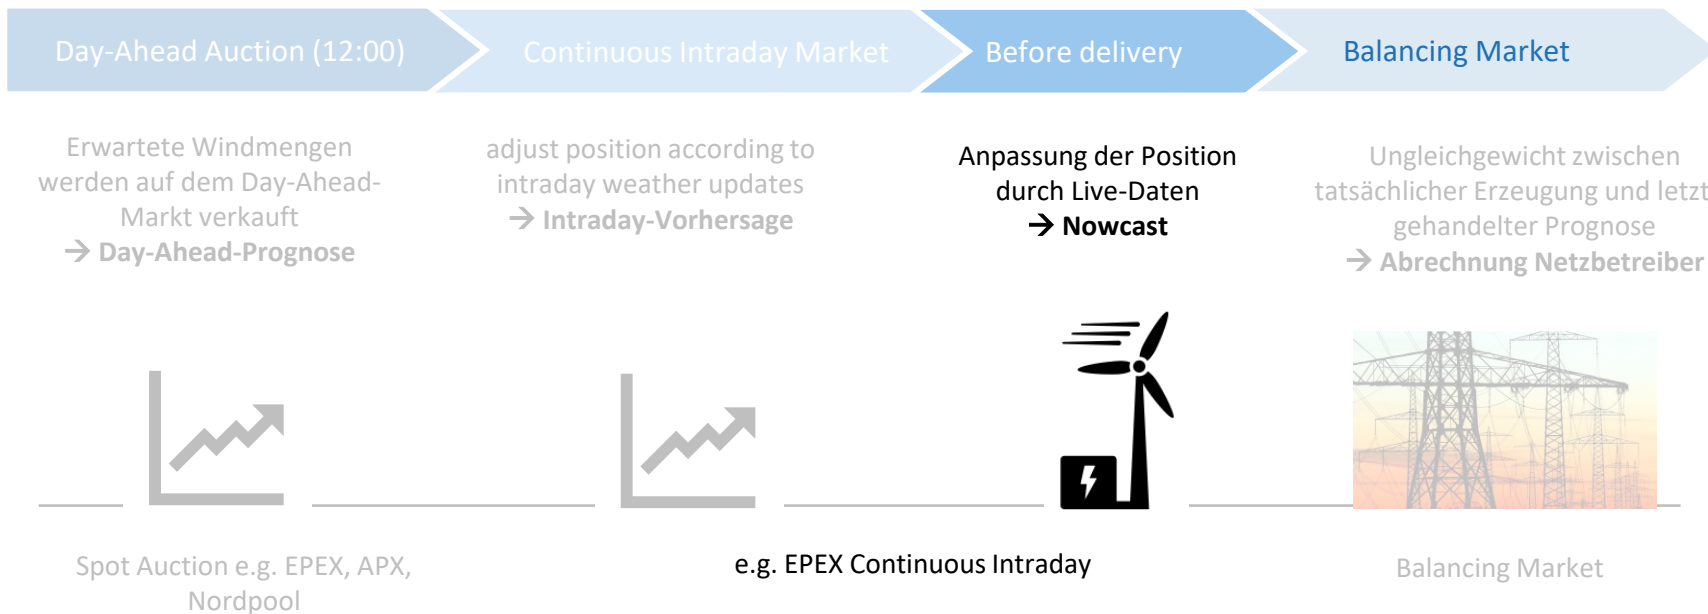 Day-Ahead Auction (12:00)
Continuous Intraday Market
Before delivery
Balancing Market
Erwartete Windmengen
werden auf dem Day-Ahead-
Markt verkauft
→ Day-Ahead-Prognose
adjust position according to
intraday weather updates
→ Intraday-Vorhersage
Anpassung der Position
durch Live-Daten
→ Nowcast
Ungleichgewicht zwischen
tatsächlicher Erzeugung und letzt
gehandelter Prognose
→ Abrechnung Netzbetreiber
Spot Auction e.g. EPEX, APX,
Nordpool
e.g. EPEX Continuous Intraday
Balancing Market